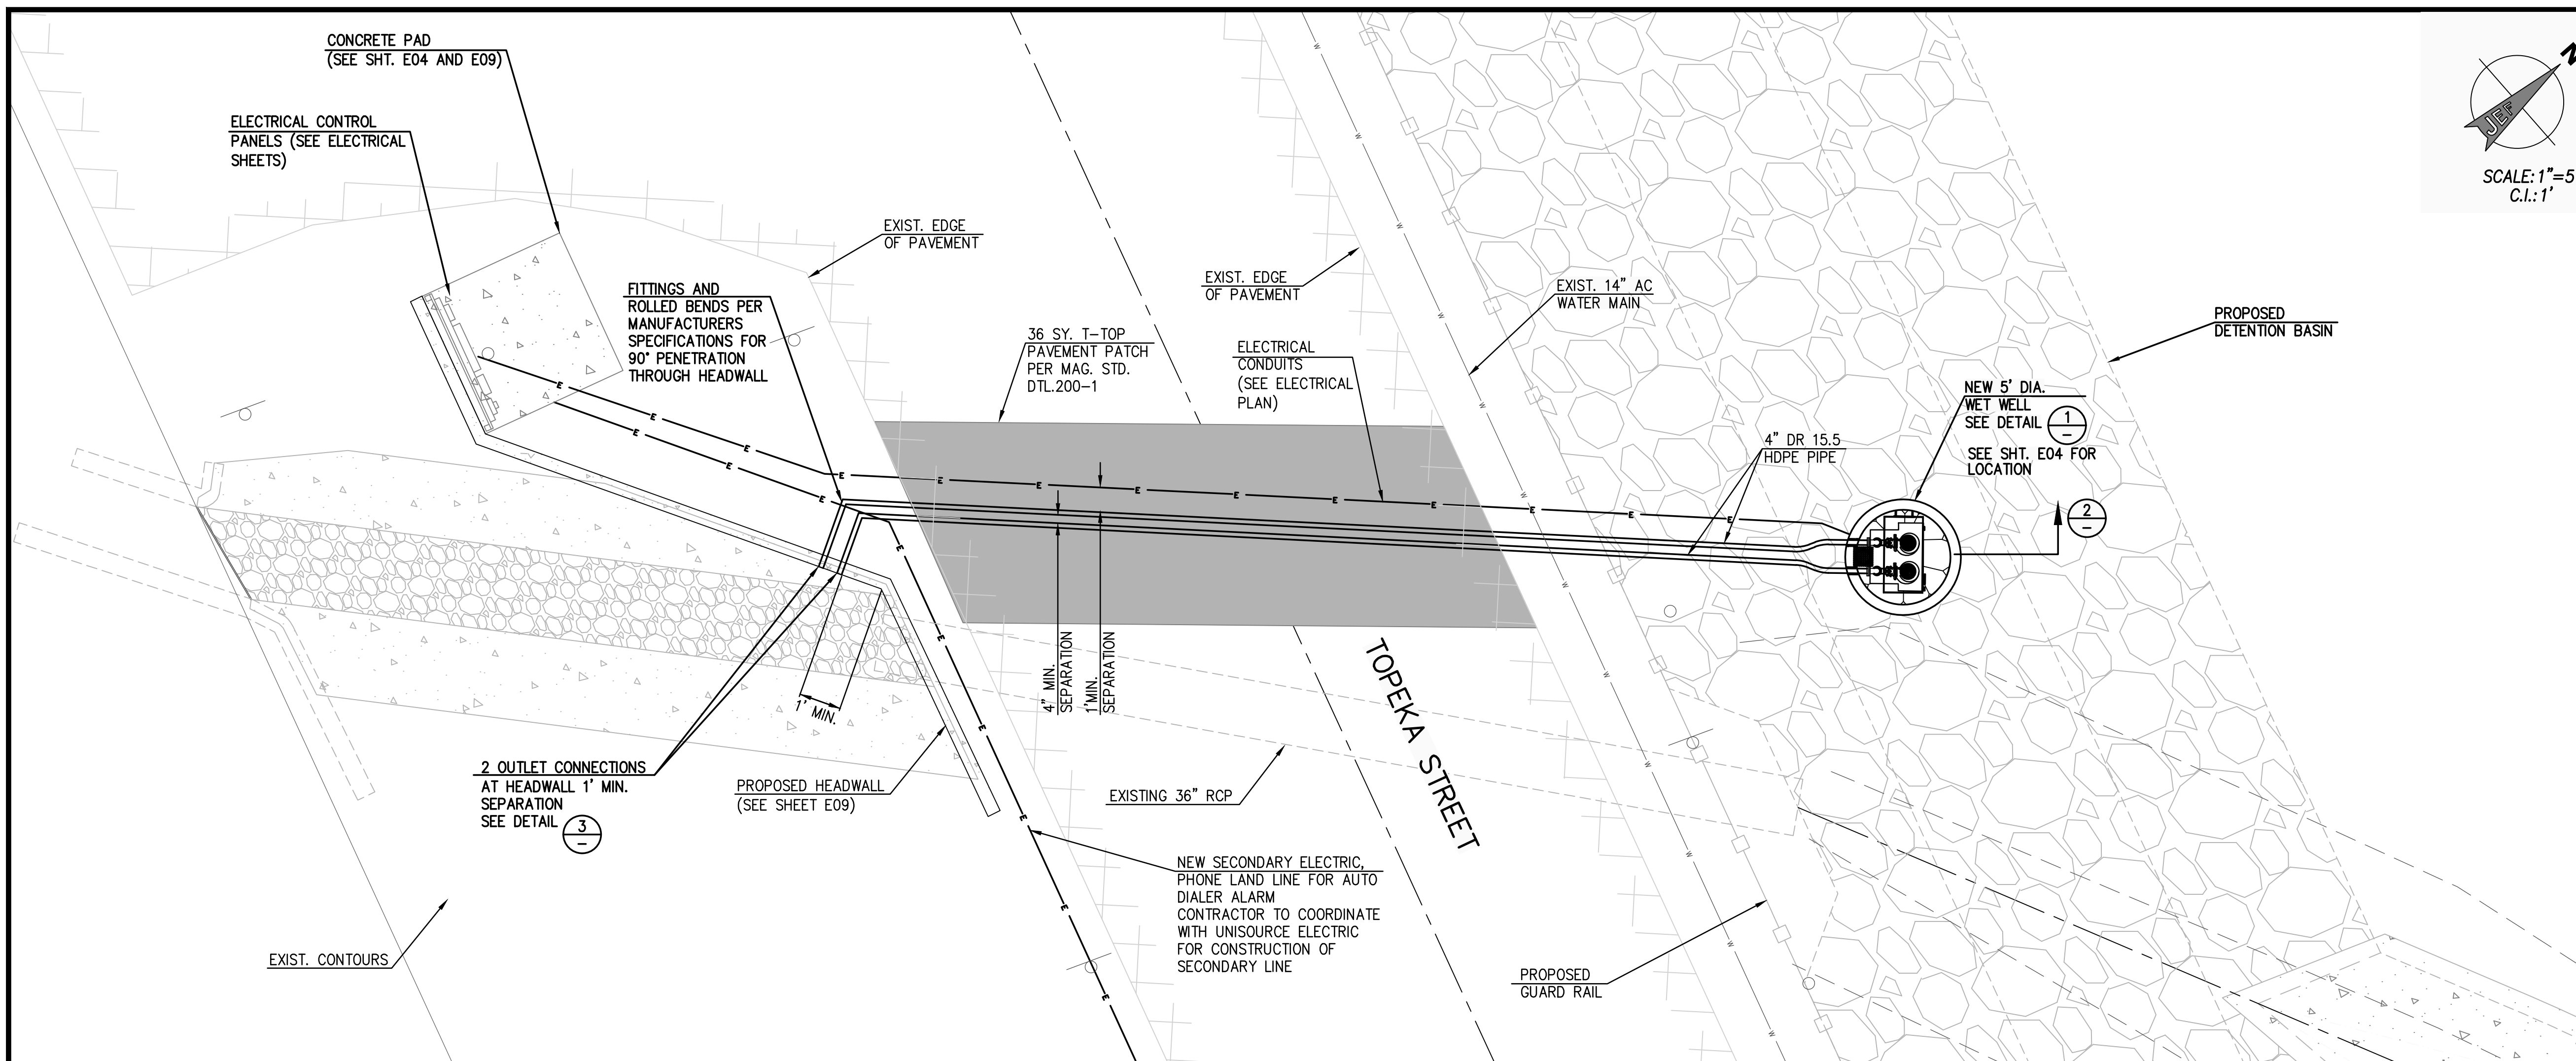 CONCRETE PAD
(SEE SHT. E04 AND E09)
ELECTRICAL CONTROL
PANELS (SEE ELECTRICAL
SHEETS)
EXIST. EDGE
OF PAVEMENT
FITTINGS AND
ROLLED BENDS PER
MANUFACTURERS
SPECIFICATIONS FOR
90° PENETRATION
THROUGH HEADWALL
36 SY. T-TOP
PAVEMENT PATCH
PER MAG. STD.
DTL.200-1
EXIST. EDGE
OF PAVEMENT
ELECTRICAL
CONDUITS
(SEE ELECTRICAL
PLAN)
EXIST. 14" AC
WATER MAIN
4" DR 15.5
HDPE PIPE
NEW 5' DIA.
WET WELL
SEE DETAIL
1
-
SEE SHT. E04 FOR
LOCATION
2
-
PROPOSED
DETENTION BASIN
JEF
SCALE: 1"=5
C.I.: 1'
4" MIN.
SEPARATION
1'MIN.
SEPARATION
1' MIN.
TOPEKA STREET
2 OUTLET CONNECTIONS
AT HEADWALL 1' MIN.
SEPARATION
SEE DETAIL
3
-
PROPOSED HEADWALL
(SEE SHEET E09)
EXISTING 36" RCP
NEW SECONDARY ELECTRIC,
PHONE LAND LINE FOR AUTO
DIALER ALARM
CONTRACTOR TO COORDINATE
WITH UNISOURCE ELECTRIC
FOR CONSTRUCTION OF
SECONDARY LINE
EXIST. CONTOURS
PROPOSED
GUARD RAIL